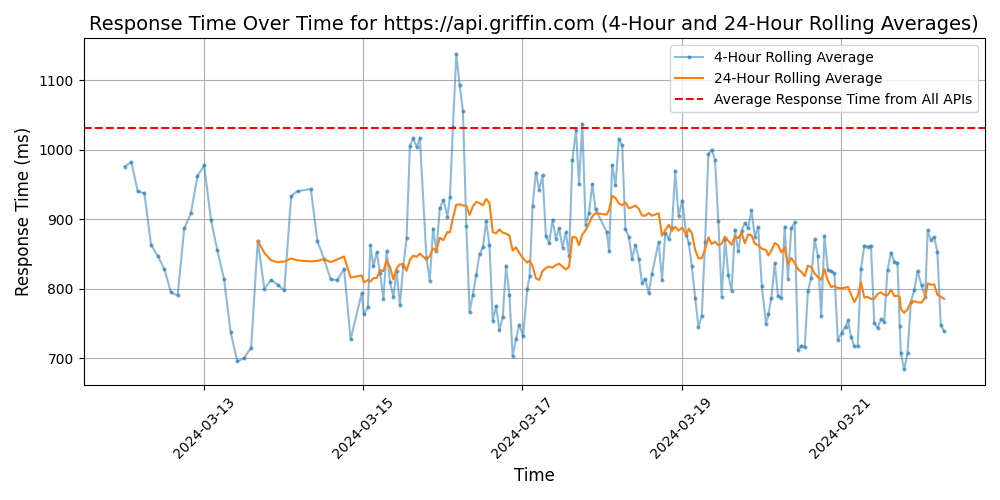 Response Time Over Time for https://api.griffin.com (4-Hour and 24-Hour Rolling Averages)
4-Hour Rolling Average
24-Hour Rolling Average
Average Response Time from All APIs
Response Time (ms)
1100
1000
900
800
700
2024-03-13
2024-03-15
2024-03-17
2024-03-19
2024-03-21
Time